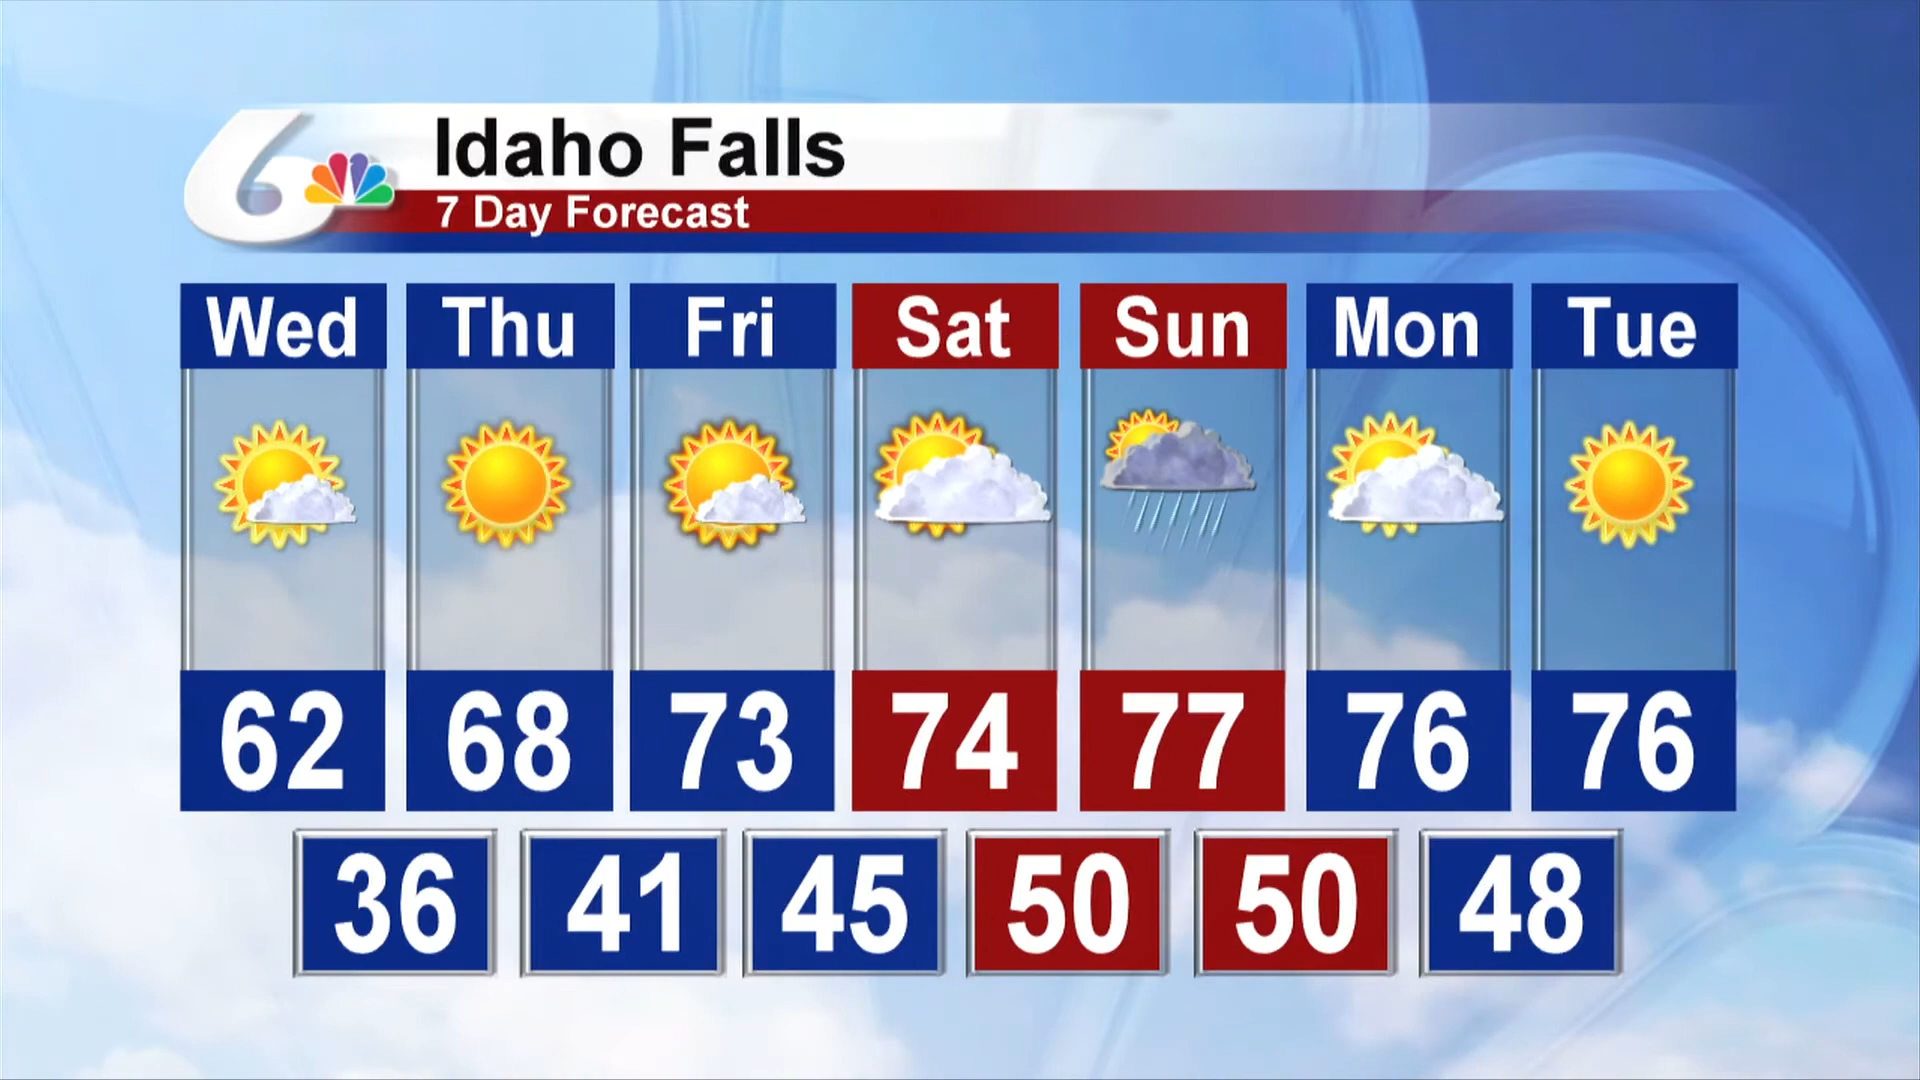 6
Idaho Falls
7 Day Forecast
Wed Thu Fri Sat Sun Mon Tue
62 68 73 74 77 76 76
36 41 45 50 50 48